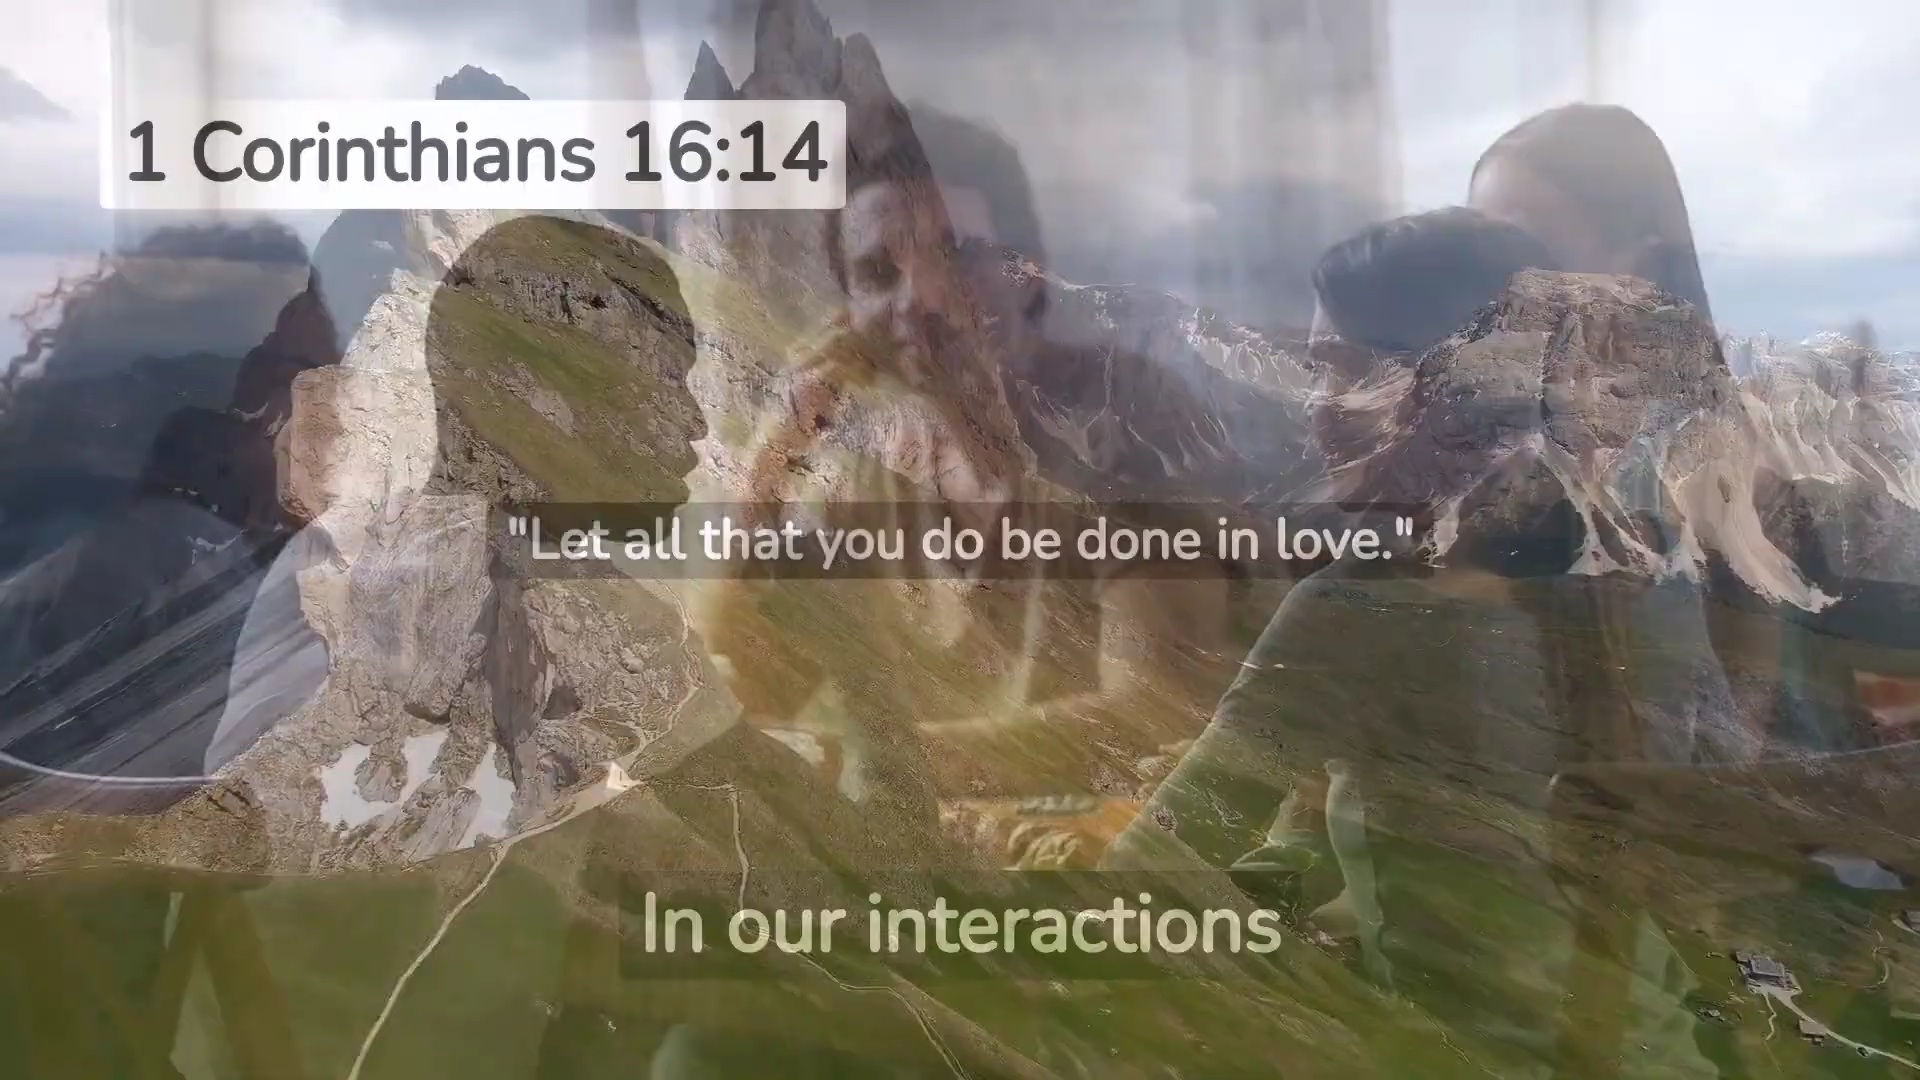 1 Corinthians 16:14
"Let all that you do be done in love."
In our interactions